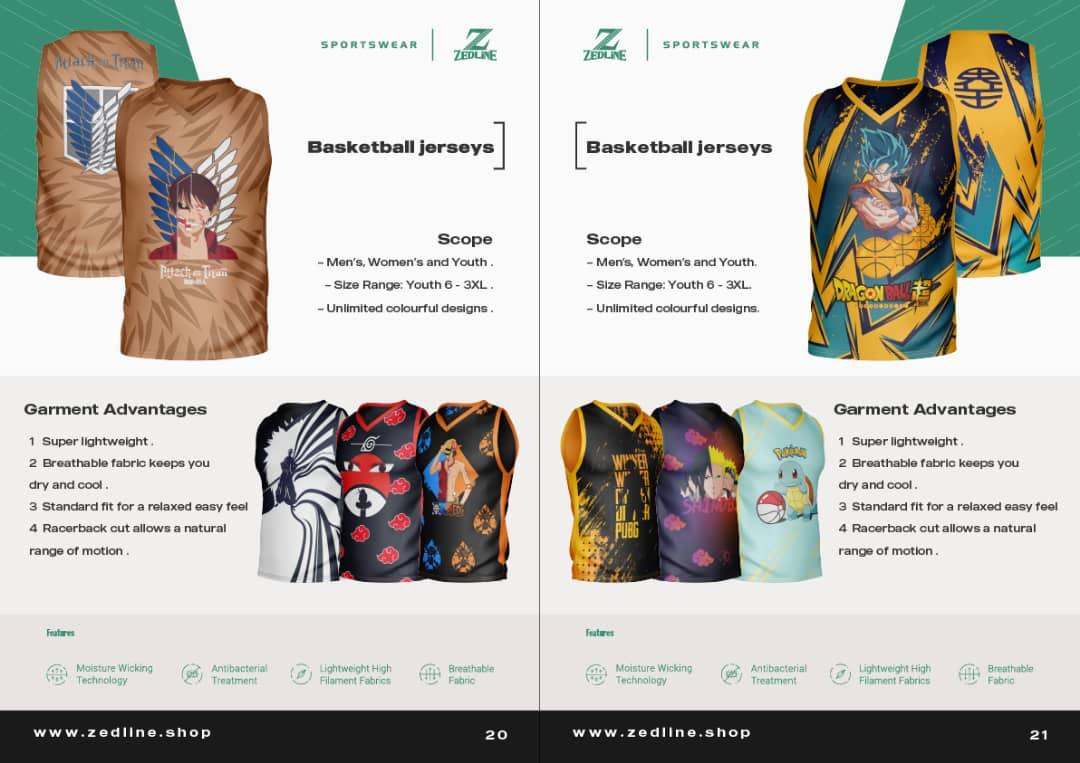 SPORTSWEAR
ZEDLINE
Basketball jerseys
Scope
– Men's, Women's and Youth .
– Size Range: Youth 6 - 3XL .
– Unlimited colourful designs .
Attack on Titan
Attack on Titan
Garment Advantages
1 Super lightweight .
2 Breathable fabric keeps you
dry and cool .
3 Standard fit for a relaxed easy feel
4 Racerback cut allows a natural
range of motion .
Features
Moisture Wicking
Technology
Antibacterial
Treatment
Lightweight High
Filament Fabrics
Breathable
Fabric
www.zedline.shop
20
ZEDLINE
SPORTSWEAR
Basketball jerseys
Scope
– Men's, Women's and Youth.
– Size Range: Youth 6 - 3XL.
– Unlimited colourful designs.
DRAGON BALL 超
WINNER
PUBG
SHINOBI
Pokémon
Garment Advantages
1 Super lightweight .
2 Breathable fabric keeps you
dry and cool .
3 Standard fit for a relaxed easy feel
4 Racerback cut allows a natural
range of motion .
Features
Moisture Wicking
Technology
Antibacterial
Treatment
Lightweight High
Filament Fabrics
Breathable
Fabric
www.zedline.shop
21